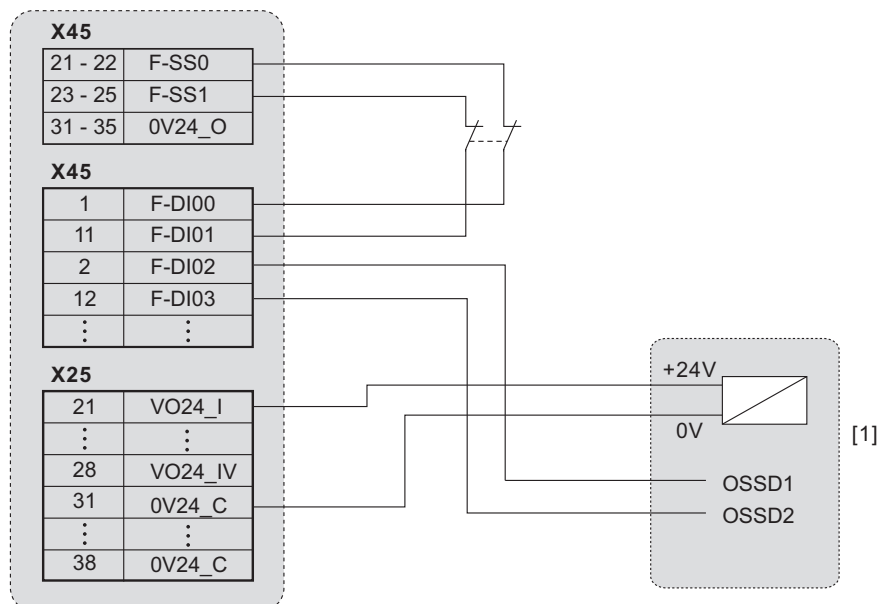 X45
21 - 22 F-SS0
23 - 25 F-SS1
31 - 35 0V24_O
X45
1 F-DI00
11 F-DI01
2 F-DI02
12 F-DI03
X25
21 VO24_I
28 VO24_IV
31 0V24_C
38 0V24_C
+24V
0V
[1]
OSSD1
OSSD2